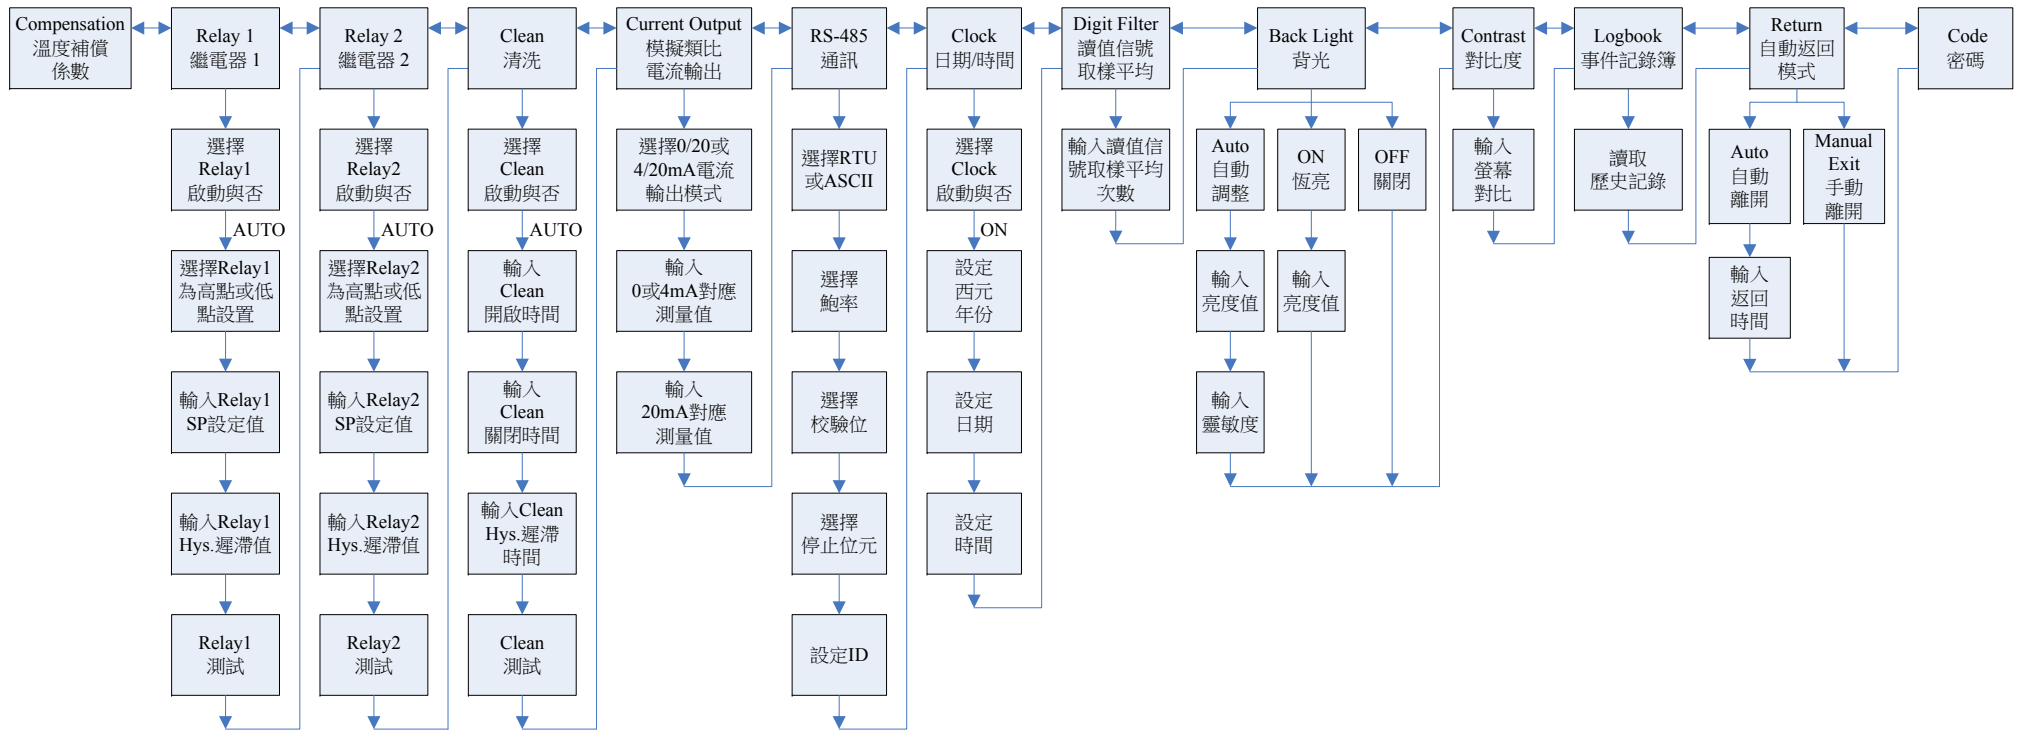 Compensation
溫度補償
係數
Relay 1
繼電器 1
Relay 2
繼電器 2
Clean
清洗
Current Output
模擬類比
電流輸出
RS-485
通訊
Clock
日期/時間
Digit Filter
讀值信號
取樣平均
Back Light
背光
Contrast
對比度
Logbook
事件記錄簿
Return
自動返回
模式
Code
密碼
選擇
Relay1
啟動與否
選擇
Relay2
啟動與否
選擇
Clean
啟動與否
選擇0/20或
4/20mA電流
輸出模式
選擇RTU
或ASCII
選擇
Clock
啟動與否
輸入讀值信
號取樣平均
次數
Auto
自動
調整
ON
恆亮
OFF
關閉
輸入
螢幕
對比
讀取
歷史記錄
Auto
自動
離開
Manual
Exit
手動
離開
AUTO
AUTO
AUTO
ON
選擇Relay1
為高點或低
點設置
選擇Relay2
為高點或低
點設置
輸入
Clean
開啟時間
輸入
0或4mA對應
測量值
選擇
鮑率
設定
西元
年份
輸入
亮度值
輸入
亮度值
輸入
返回
時間
輸入Relay1
SP設定值
輸入Relay2
SP設定值
輸入
Clean
關閉時間
輸入
20mA對應
測量值
選擇
校驗位
設定
日期
輸入
靈敏度
輸入Relay1
Hys.遲滯值
輸入Relay2
Hys.遲滯值
輸入Clean
Hys.遲滯
時間
選擇
停止位元
設定
時間
Relay1
測試
Relay2
測試
Clean
測試
設定ID